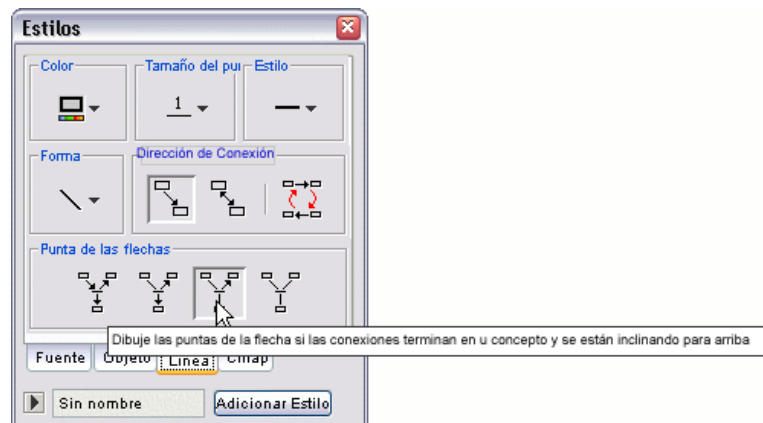 Estilos
Color
Tamaño del pu
Estilo
1
Forma
Dirección de Conexión
Punta de las flechas
Dibuje las puntas de la flecha si las conexiones terminan en u concepto y se están inclinando para arriba
Fuente Objeto Línea Cmap
Sin nombre
Adicionar Estilo